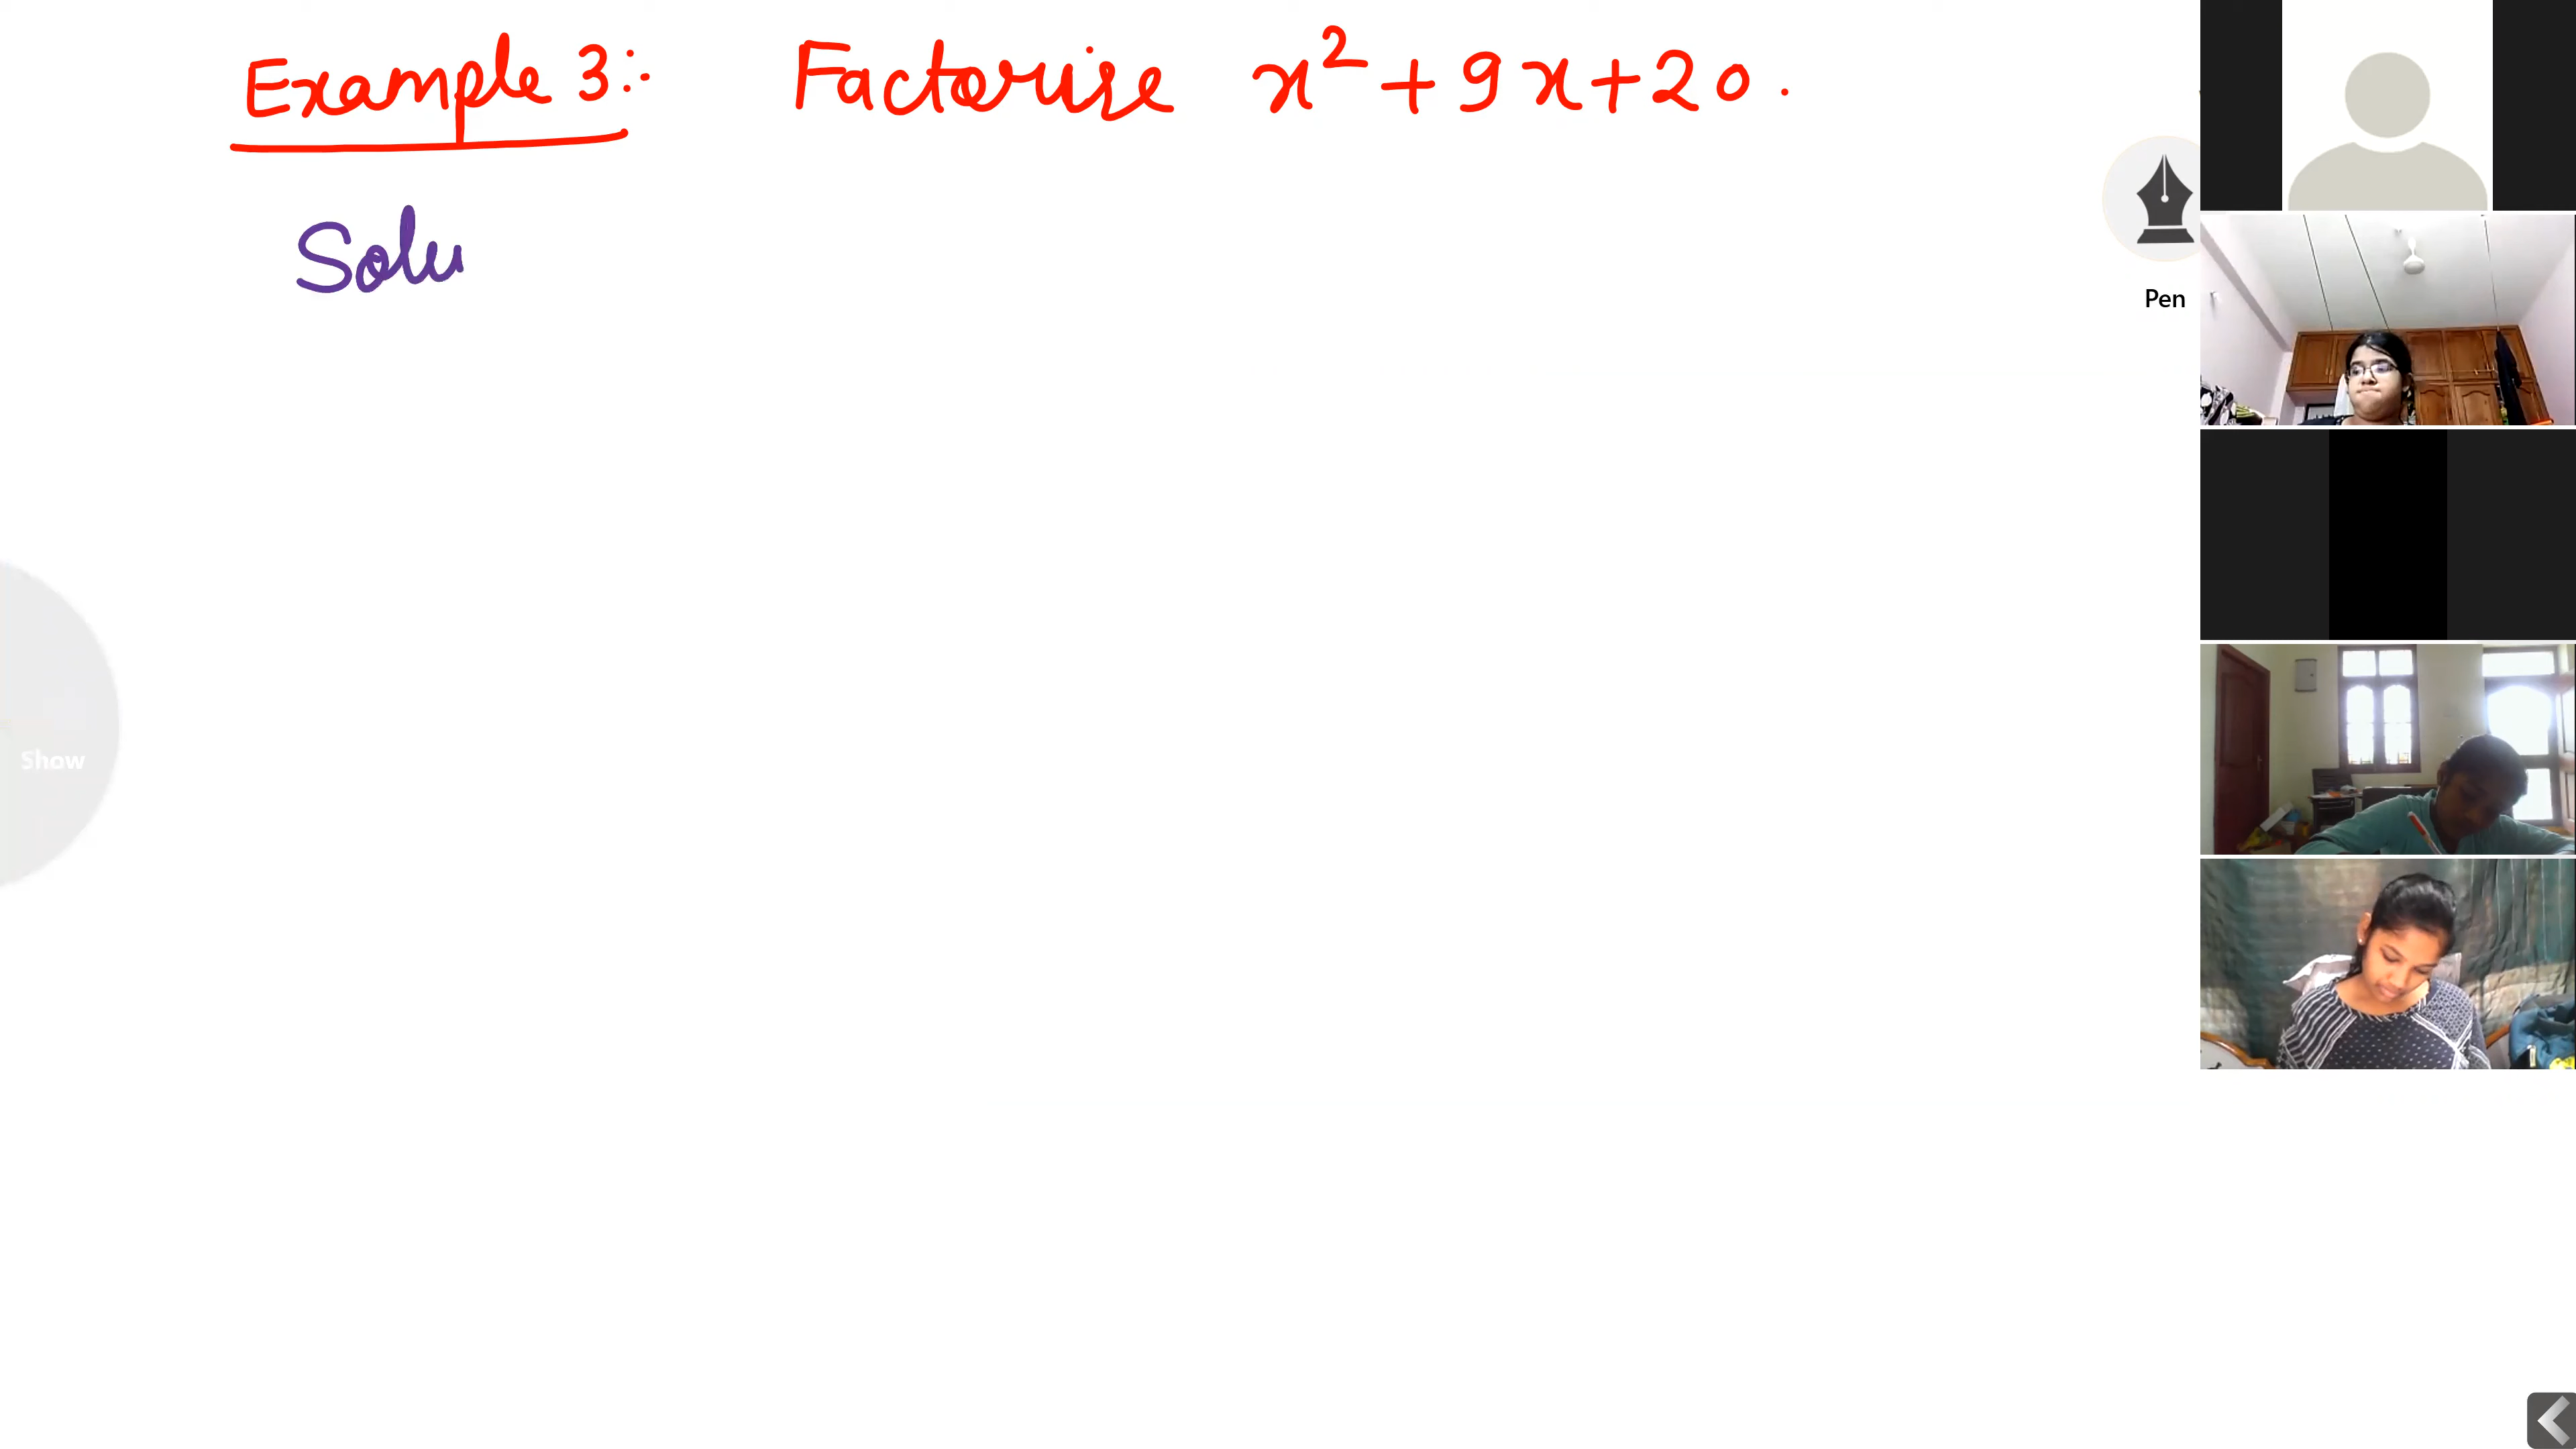 Example 3:- Factorise x² + 9x + 20.
Solu
Pen
Show